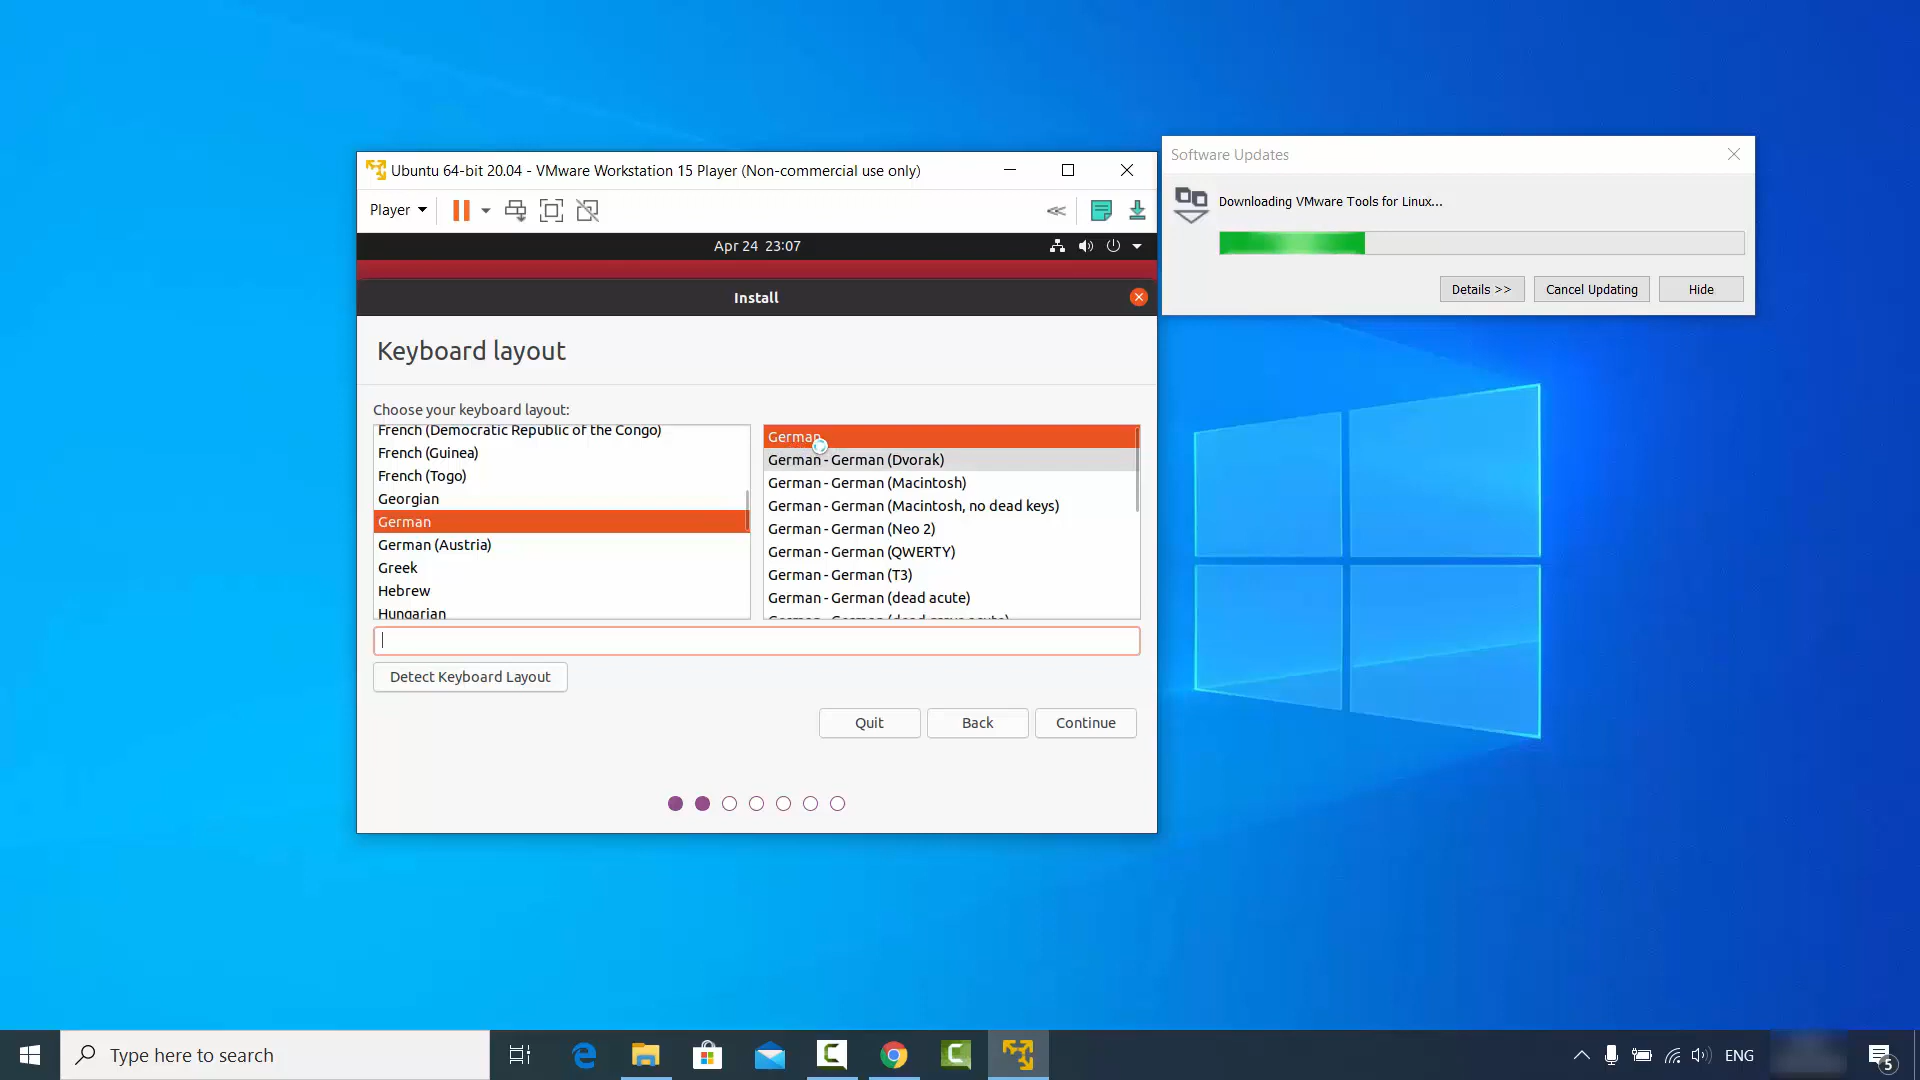 Ubuntu 64-bit 20.04 - VMware Workstation 15 Player (Non-commercial use only)
Player
Apr 24 23:07
Install
Keyboard layout
Choose your keyboard layout:
French (Democratic Republic of the Congo)
French (Guinea)
French (Togo)
Georgian
German
German (Austria)
Greek
Hebrew
Hungarian
German
German - German (Dvorak)
German - German (Macintosh)
German - German (Macintosh, no dead keys)
German - German (Neo 2)
German - German (QWERTY)
German - German (T3)
German - German (dead acute)
Detect Keyboard Layout
Quit
Back
Continue
Software Updates
Downloading VMware Tools for Linux...
Details >>
Cancel Updating
Hide
Type here to search
ENG
5